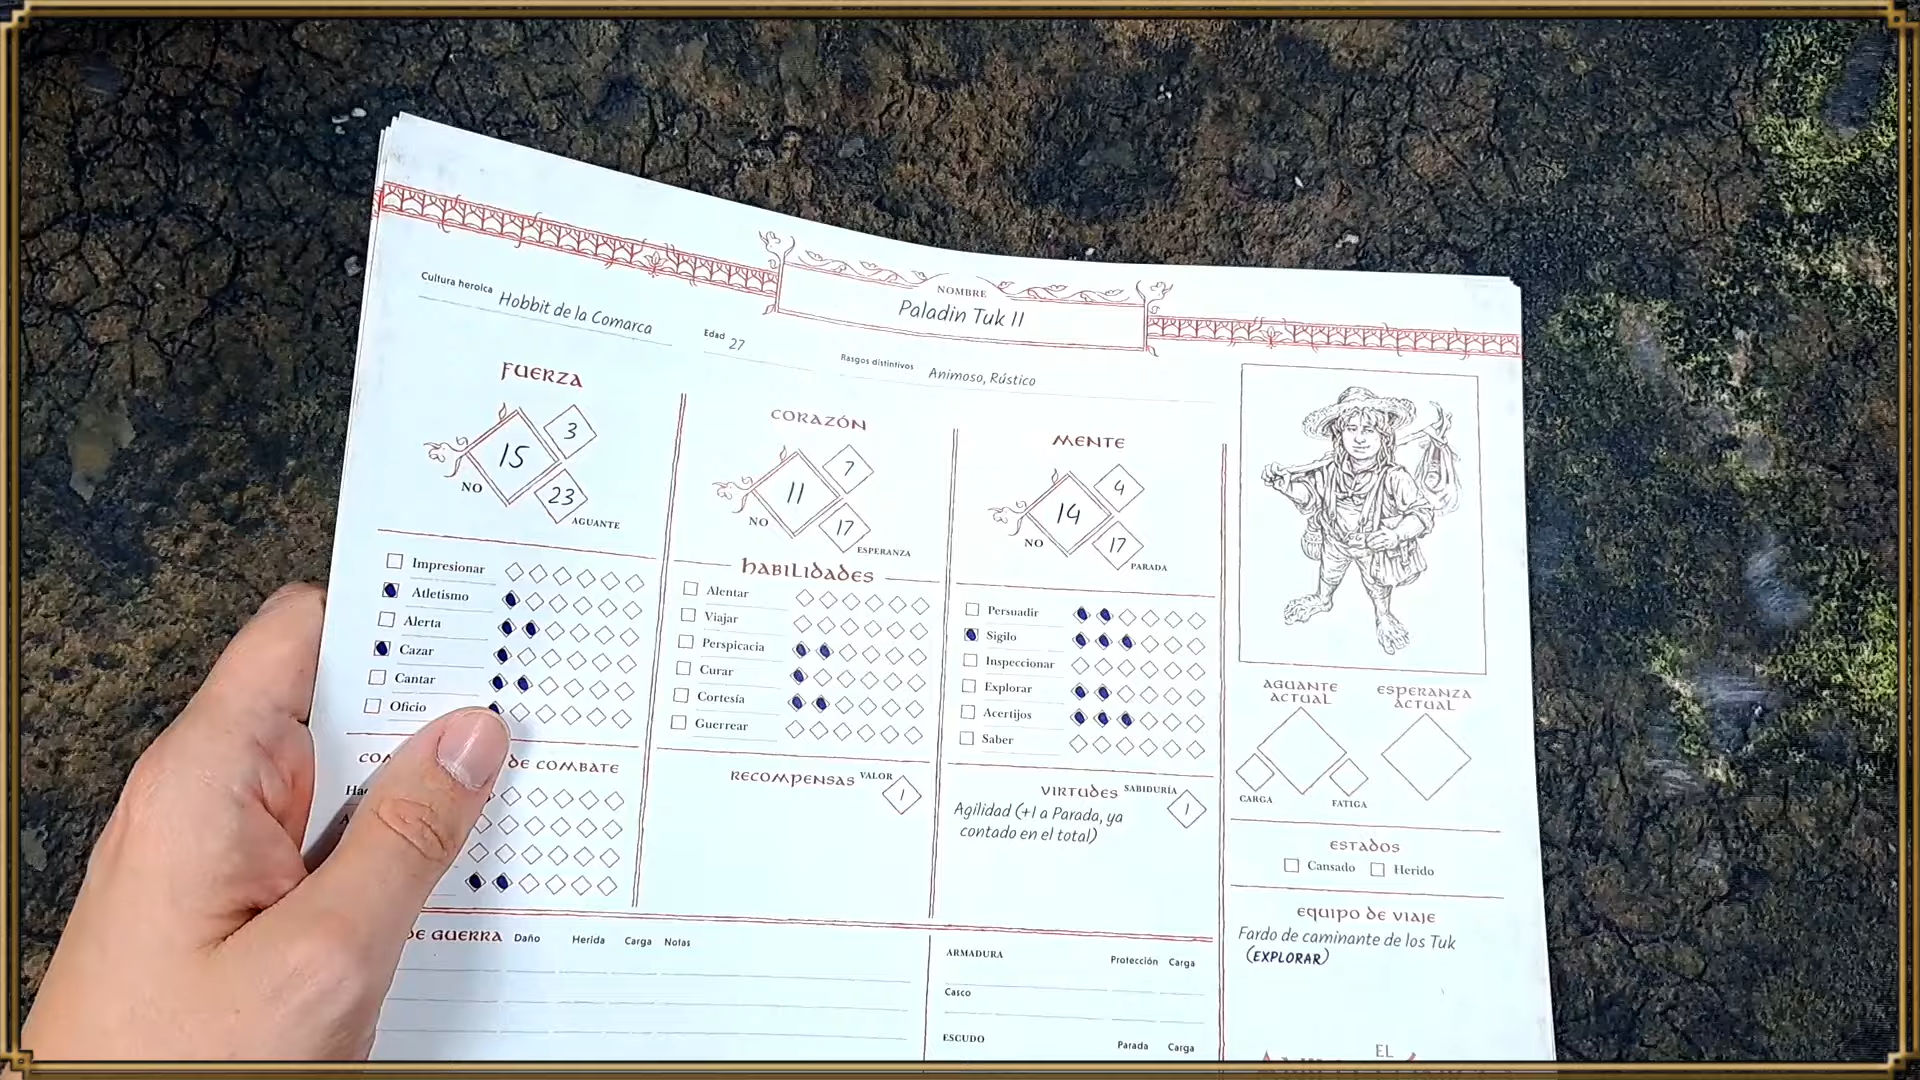 NOMBRE
Paladin Tuk II
Cultura heroica Hobbit de la Comarca
Edad 27
Rasgos distintivos Animoso, Rústico
FUERZA
3
15
NO
23
AGUANTE
Impresionar
Atletismo
Alerta
Cazar
Cantar
Oficio
DE COMBATE
CORAZÓN
7
11
NO
17
ESPERANZA
HABILIDADES
Alentar
Viajar
Perspicacia
Curar
Cortesía
Guerrear
RECOMPENSAS VALOR
1
MENTE
4
14
NO
17
PARADA
Persuadir
Sigilo
Inspeccionar
Explorar
Acertijos
Saber
VIRTUDES SABIDURÍA
1
Agilidad (+1 a Parada, ya
contado en el total)
AGUANTE
ACTUAL
ESPERANZA
ACTUAL
CARGA
FATIGA
ESTADOS
Cansado Herido
EQUIPO DE VIAJE
Fardo de caminante de los Tuk
(EXPLORAR)
DE GUERRA Daño Herida Carga Notas
ARMADURA Protección Carga
Casco
ESCUDO Parada Carga
EL